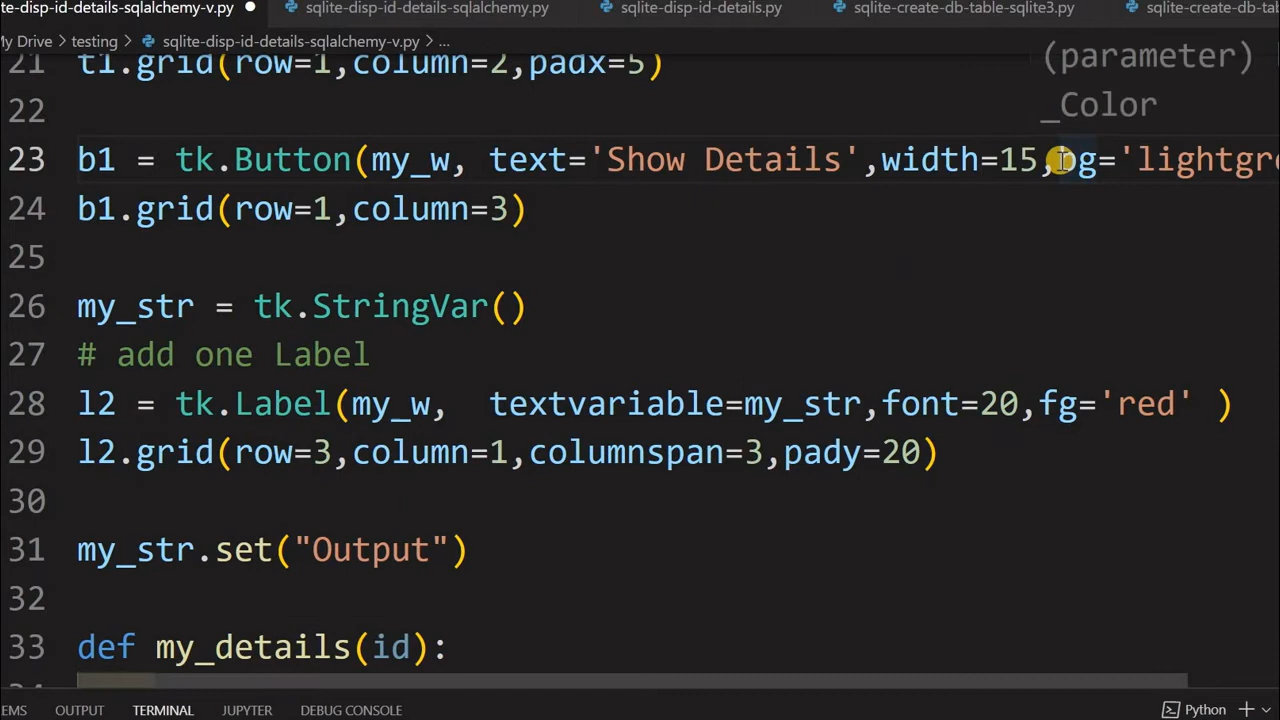 te-disp-id-details-sqlalchemy-v.py sqlite-disp-id-details-sqlalchemy.py sqlite-disp-id-details.py sqlite-create-db-table-sqlite3.py sqlite-create-db-tab
My Drive > testing > sqlite-disp-id-details-sqlalchemy-v.py > ...
(parameter)
_Color
21 t1.grid(row=1,column=2,padx=5)
22
23 b1 = tk.Button(my_w, text='Show Details',width=15,bg='lightgre
24 b1.grid(row=1,column=3)
25
26 my_str = tk.StringVar()
27 # add one Label
28 l2 = tk.Label(my_w,  textvariable=my_str,font=20,fg='red' )
29 l2.grid(row=3,column=1,columnspan=3,pady=20)
30
31 my_str.set("Output")
32
33 def my_details(id):
EMS OUTPUT TERMINAL JUPYTER DEBUG CONSOLE Python